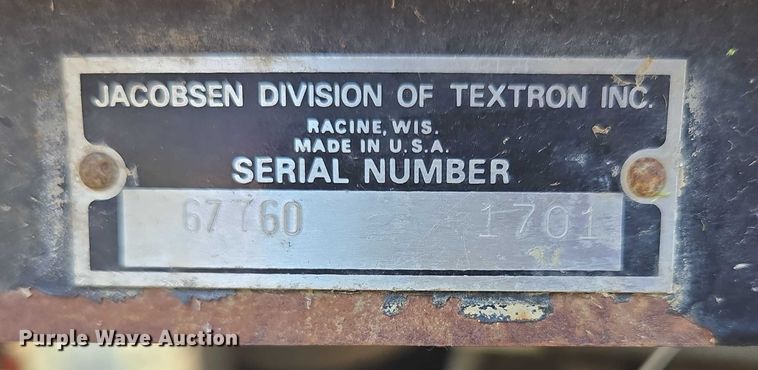 JACOBSEN DIVISION OF TEXTRON INC.
RACINE, WIS.
MADE IN U.S.A.
SERIAL NUMBER
67760 1701
Purple Wave Auction